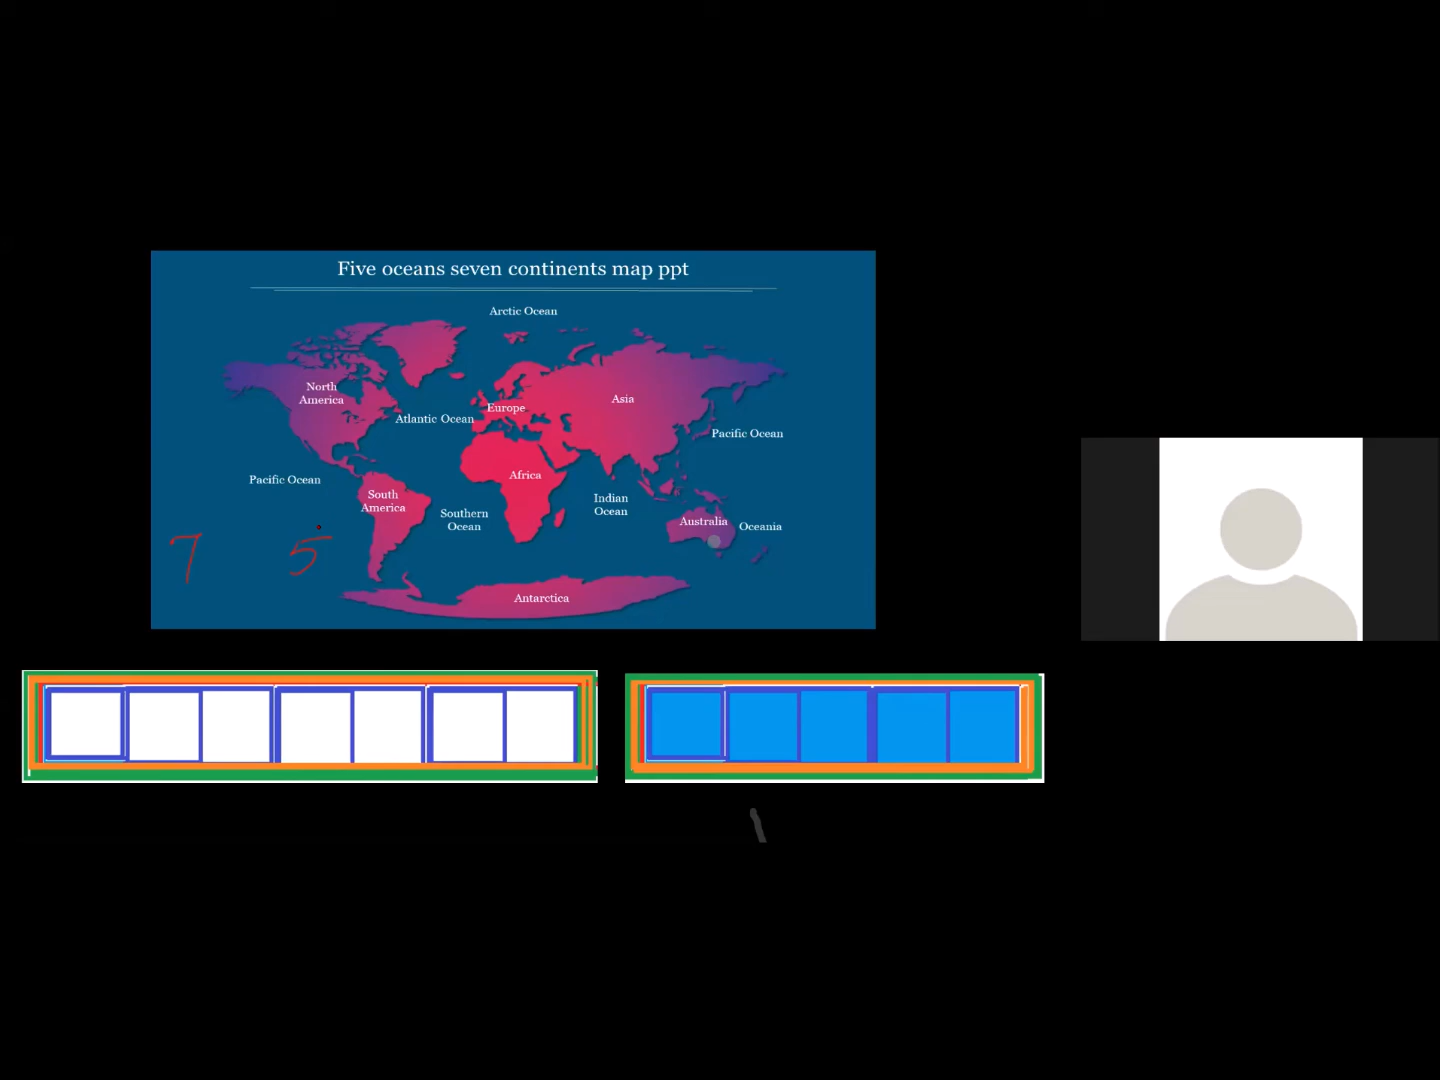 Five oceans seven continents map ppt
Arctic Ocean
North
America
Atlantic Ocean
Europe
Asia
Pacific Ocean
Pacific Ocean
Africa
South
America
Southern
Ocean
Indian
Ocean
Australia
Oceania
7 5
Antarctica